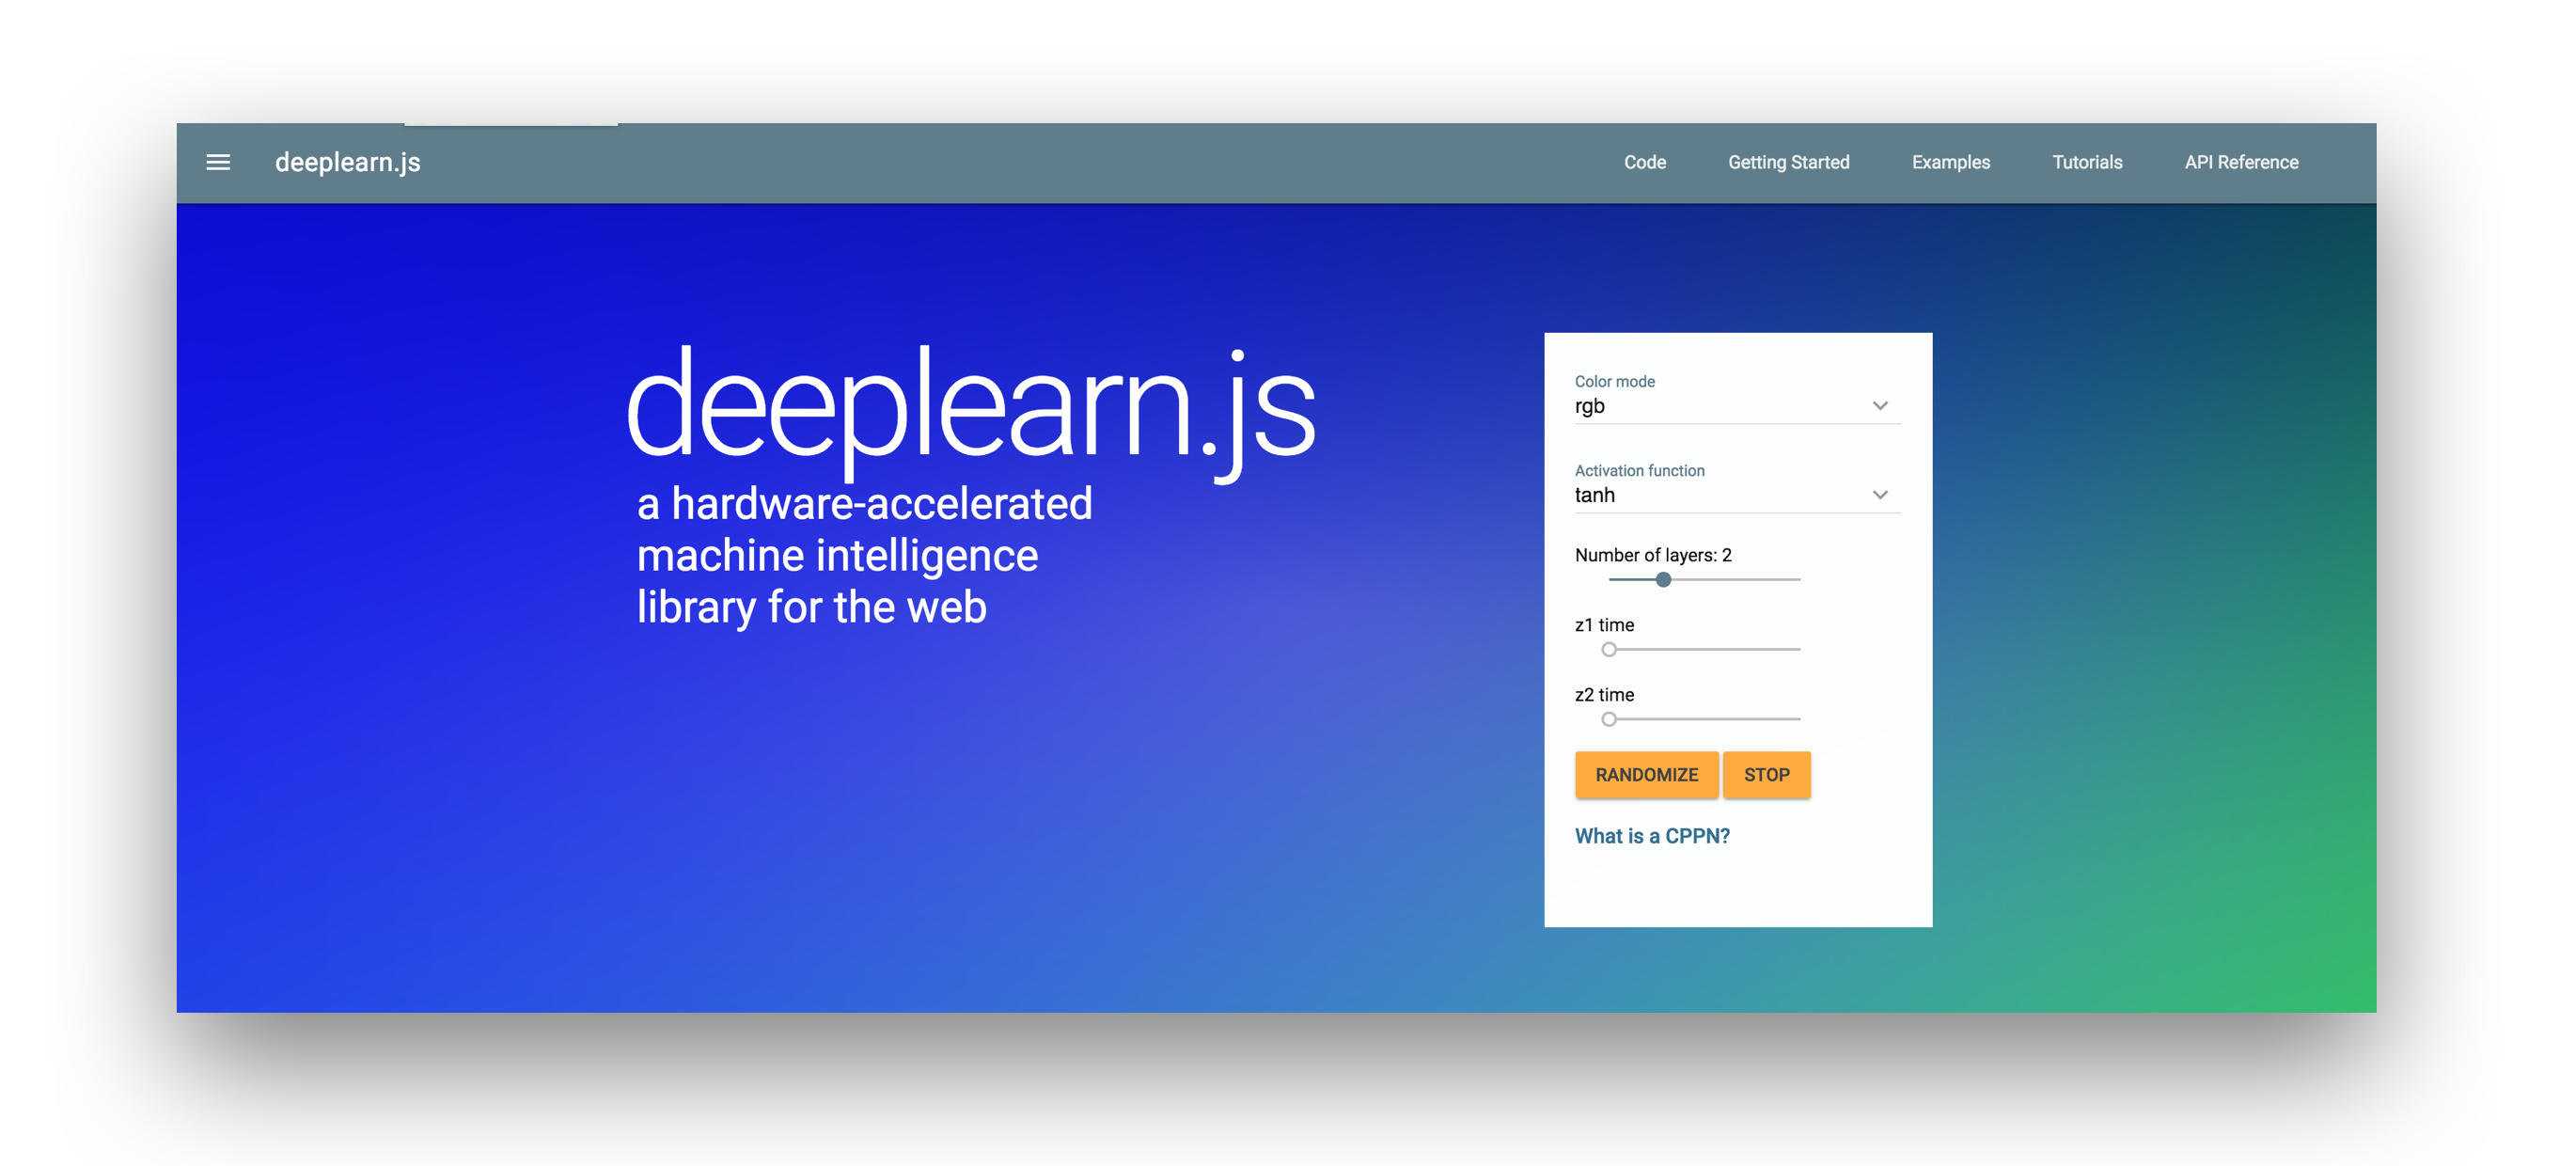 deeplearn.js
Code
Getting Started
Examples
Tutorials
API Reference
deeplearn.js
a hardware-accelerated
machine intelligence
library for the web
Color mode
rgb
Activation function
tanh
Number of layers: 2
z1 time
z2 time
RANDOMIZE
STOP
What is a CPPN?